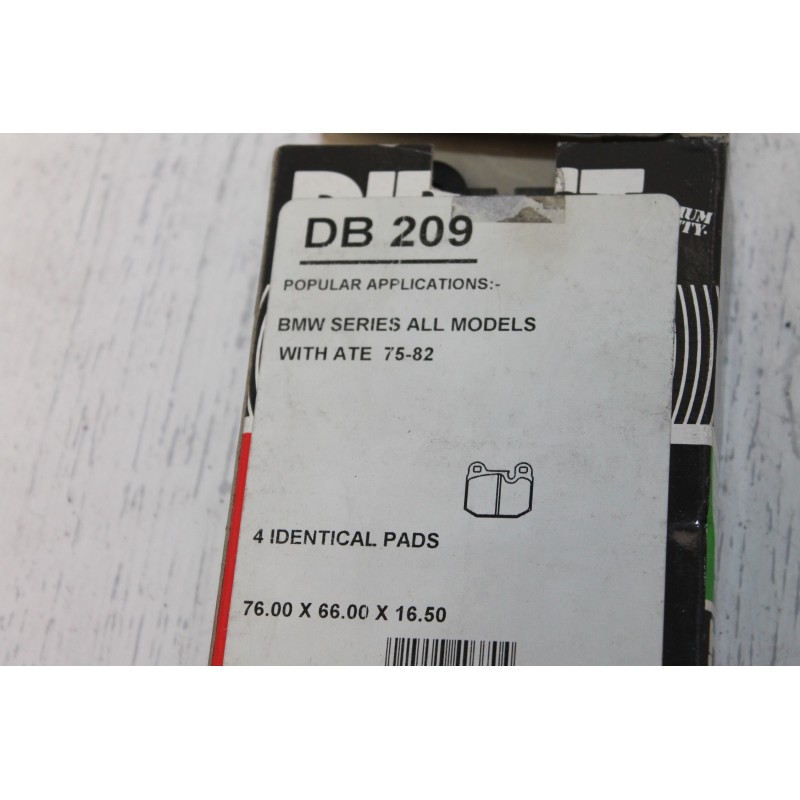 DB 209
POPULAR APPLICATIONS:-
BMW SERIES ALL MODELS
WITH ATE 75-82
4 IDENTICAL PADS
76.00 X 66.00 X 16.50